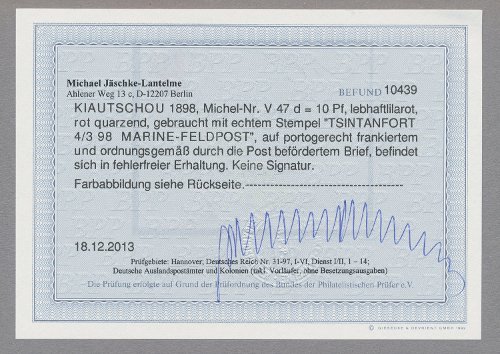 Michael Jäschke-Lantelme
Ahlener Weg 13 c, D-12207 Berlin
BEFUND 10439
KIAUTSCHOU 1898, Michel-Nr. V 47 d = 10 Pf, lebhaftlilarot,
rot quarzend, gebraucht mit echtem Stempel "TSINTANFORT
4/3 98 MARINE-FELDPOST", auf portogerecht frankiertem
und ordnungsgemäß durch die Post befördertem Brief, befindet
sich in fehlerfreier Erhaltung. Keine Signatur.
Farbabbildung siehe Rückseite.-----------------------------------------
18.12.2013
Prüfgebiete: Hannover, Deutsches Reich Nr. 31-97, I-VI, Dienst I/II, 1 – 14;
Deutsche Auslandspostämter und Kolonien (inkl. Vorläufer, ohne Besetzungsausgaben)
Die Prüfung erfolgte auf Grund der Prüfordnung des Bundes der Philatelistischen Prüfer e.V.
© GIESECKE & DEVRIENT GMBH